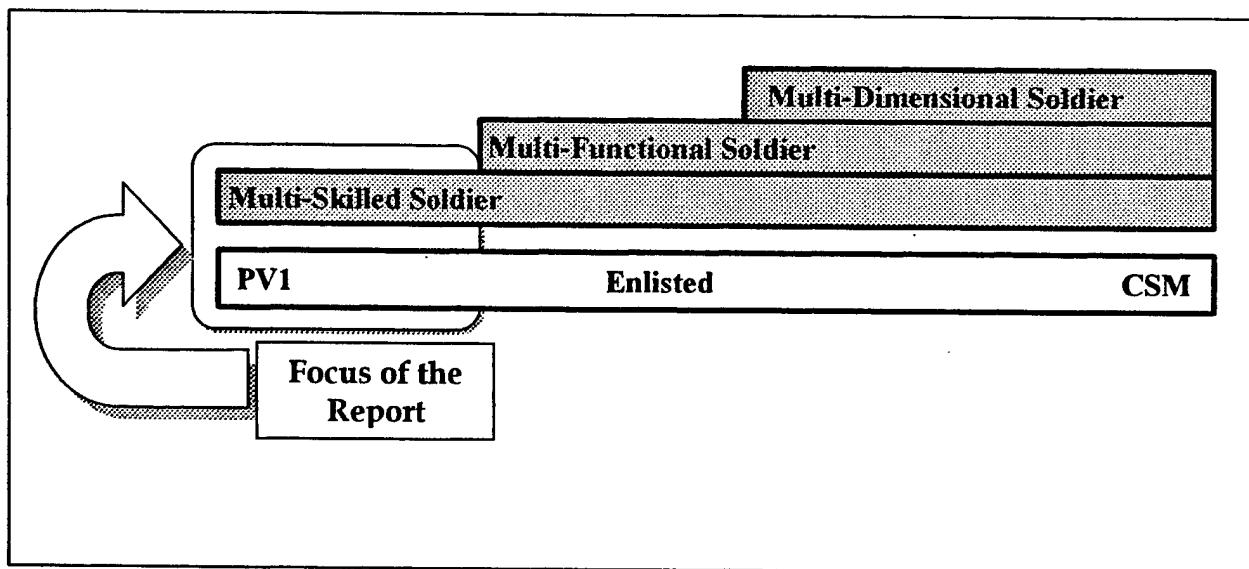 Multi-Dimensional Soldier
Multi-Functional Soldier
Multi-Skilled Soldier
PV1 Enlisted CSM
Focus of the
Report